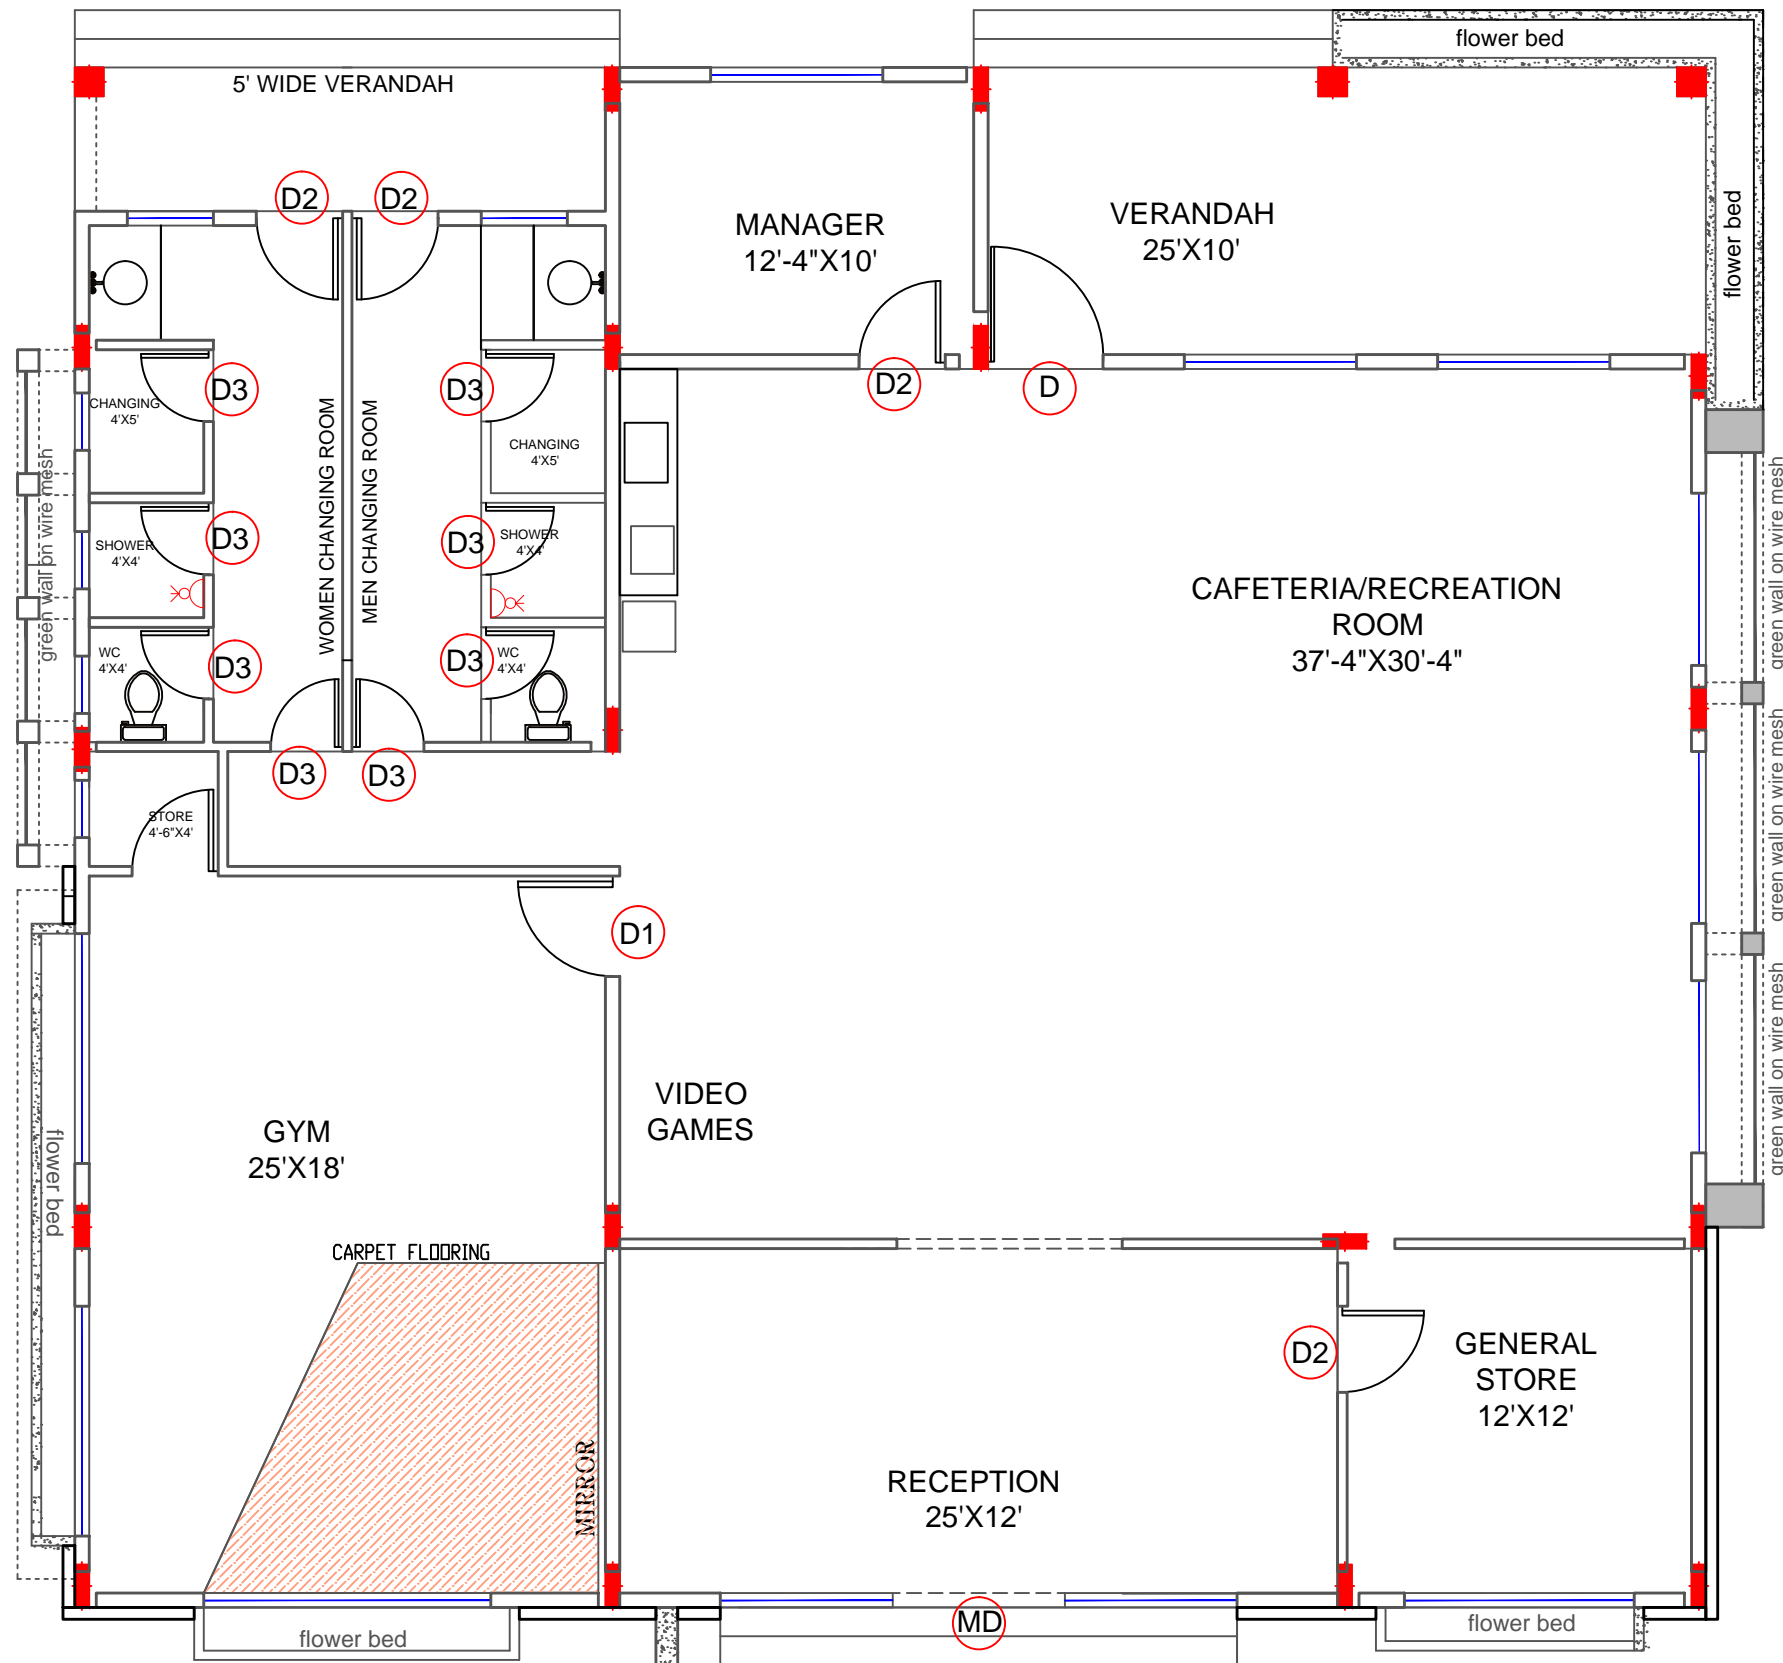 flower bed
5' WIDE VERANDAH
D2
D2
MANAGER
12'-4"X10'
VERANDAH
25'X10'
flower bed
D2
D
CHANGING
4'X5'
D3
D3
CHANGING
4'X5'
WOMEN CHANGING ROOM
MEN CHANGING ROOM
green wall on wire mesh
green wall on wire mesh
SHOWER
4'X4'
D3
D3
SHOWER
4'X4'
CAFETERIA/RECREATION
ROOM
37'-4"X30'-4"
WC
4'X4'
D3
D3
WC
4'X4'
D3
D3
green wall on wire mesh
STORE
4'-6"X4'
D1
green wall on wire mesh
VIDEO
GAMES
GYM
25'X18'
flower bed
CARPET FLOORING
D2
GENERAL
STORE
12'X12'
MIRROR
RECEPTION
25'X12'
MD
flower bed
flower bed